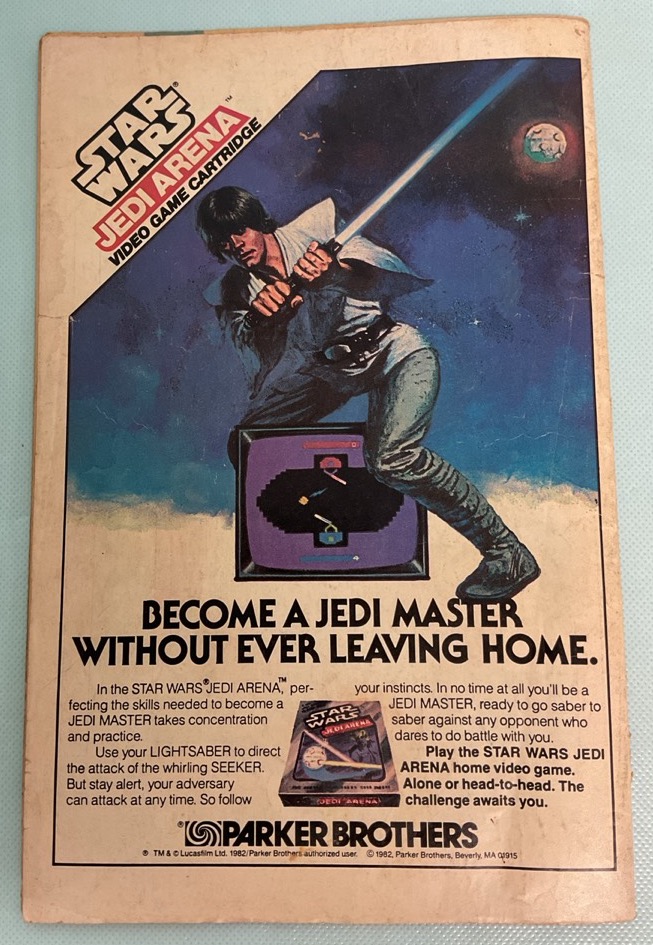 STAR
WARS®
JEDI ARENA™
VIDEO GAME CARTRIDGE
BECOME A JEDI MASTER
WITHOUT EVER LEAVING HOME.
In the STAR WARS® JEDI ARENA,™ per-
fecting the skills needed to become a
JEDI MASTER takes concentration
and practice.
Use your LIGHTSABER to direct
the attack of the whirling SEEKER.
But stay alert, your adversary
can attack at any time. So follow
STAR
WARS
JEDI ARENA
JEDI ARENA
your instincts. In no time at all you'll be a
JEDI MASTER, ready to go saber to
saber against any opponent who
dares to do battle with you.
Play the STAR WARS JEDI
ARENA home video game.
Alone or head-to-head. The
challenge awaits you.
®PARKER BROTHERS
® TM & © Lucasfilm Ltd. 1982/Parker Brothers authorized user. © 1982, Parker Brothers, Beverly, MA 01915